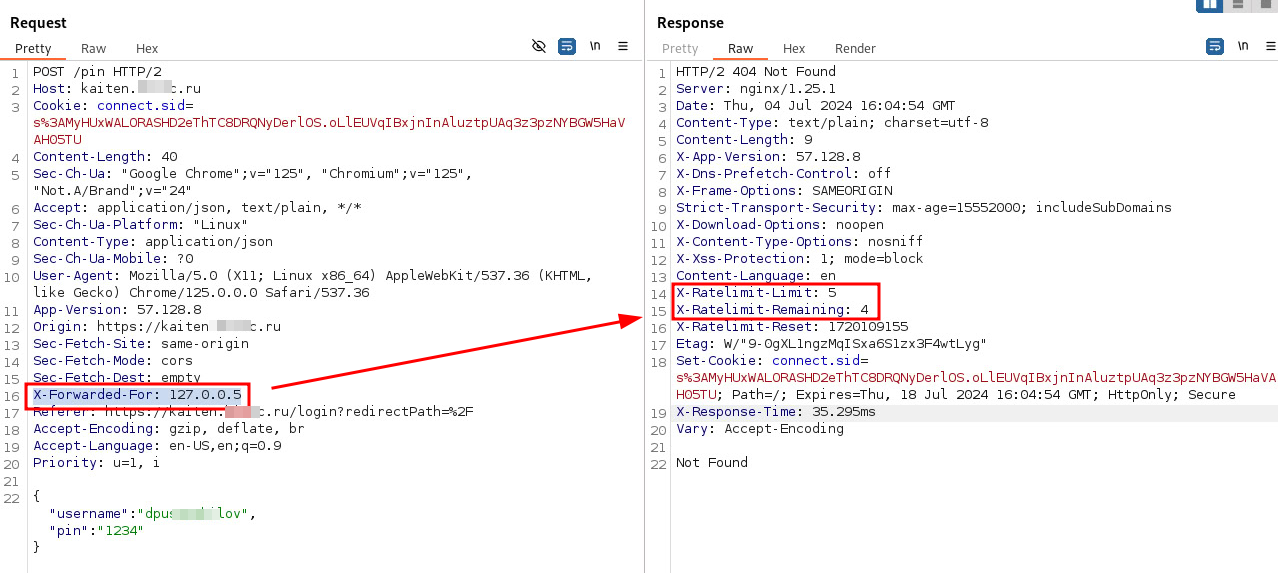 Request
Pretty Raw Hex \n
1 POST /pin HTTP/2
2 Host: kaiten. c.ru
3 Cookie: connect.sid=
s%3AMyHUxWALORASHD2eThTC8DRQNyDerlOS.oLlEUVqIBxjnInAluztpUAq3z3pzNYBGW5HaV
AH05TU
4 Content-Length: 40
5 Sec-Ch-Ua: "Google Chrome";v="125", "Chromium";v="125",
"Not.A/Brand";v="24"
6 Accept: application/json, text/plain, */*
7 Sec-Ch-Ua-Platform: "Linux"
8 Content-Type: application/json
9 Sec-Ch-Ua-Mobile: ?0
10 User-Agent: Mozilla/5.0 (X11; Linux x86_64) AppleWebKit/537.36 (KHTML,
like Gecko) Chrome/125.0.0.0 Safari/537.36
11 App-Version: 57.128.8
12 Origin: https://kaiten. c.ru
13 Sec-Fetch-Site: same-origin
14 Sec-Fetch-Mode: cors
15 Sec-Fetch-Dest: empty
16 X-Forwarded-For: 127.0.0.5
17 Referer: https://kaiten. c.ru/login?redirectPath=%2F
18 Accept-Encoding: gzip, deflate, br
19 Accept-Language: en-US,en;q=0.9
20 Priority: u=1, i
21
22 {
"username":"dpus lov",
"pin":"1234"
}
Response
Pretty Raw Hex Render \n
1 HTTP/2 404 Not Found
2 Server: nginx/1.25.1
3 Date: Thu, 04 Jul 2024 16:04:54 GMT
4 Content-Type: text/plain; charset=utf-8
5 Content-Length: 9
6 X-App-Version: 57.128.8
7 X-Dns-Prefetch-Control: off
8 X-Frame-Options: SAMEORIGIN
9 Strict-Transport-Security: max-age=15552000; includeSubDomains
10 X-Download-Options: noopen
11 X-Content-Type-Options: nosniff
12 X-Xss-Protection: 1; mode=block
13 Content-Language: en
14 X-Ratelimit-Limit: 5
15 X-Ratelimit-Remaining: 4
16 X-Ratelimit-Reset: 1720109155
17 Etag: W/"9-0gXL1ngzMqISxa6S1zx3F4wtLyg"
18 Set-Cookie: connect.sid=
s%3AMyHUxWALORASHD2eThTC8DRQNyDerlOS.oLlEUVqIBxjnInAluztpUAq3z3pzNYBGW5HaVA
H05TU; Path=/; Expires=Thu, 18 Jul 2024 16:04:54 GMT; HttpOnly; Secure
19 X-Response-Time: 35.295ms
20 Vary: Accept-Encoding
21
22 Not Found